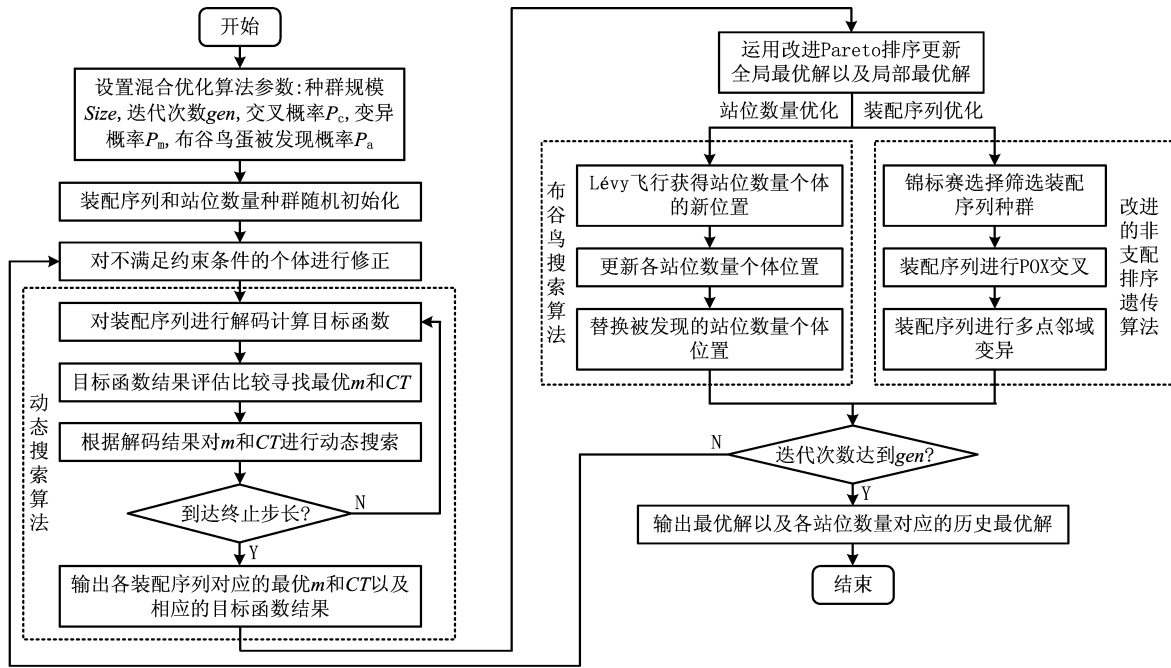 开始
设置混合优化算法参数:种群规模
Size,迭代次数gen,交叉概率Pc,变异
概率Pm,布谷鸟蛋被发现概率Pa
装配序列和站位数量种群随机初始化
对不满足约束条件的个体进行修正
动态搜索算法
对装配序列进行解码计算目标函数
目标函数结果评估比较寻找最优m和CT
根据解码结果对m和CT进行动态搜索
到达终止步长?
N
Y
输出各装配序列对应的最优m和CT以及
相应的目标函数结果
运用改进Pareto排序更新
全局最优解以及局部最优解
站位数量优化
装配序列优化
布谷鸟搜索算法
Lévy飞行获得站位数量个体
的新位置
更新各站位数量个体位置
替换被发现的站位数量个体
位置
锦标赛选择筛选装配
序列种群
装配序列进行POX交叉
装配序列进行多点邻域
变异
改进的非支配排序遗传算法
迭代次数达到gen?
N
Y
输出最优解以及各站位数量对应的历史最优解
结束